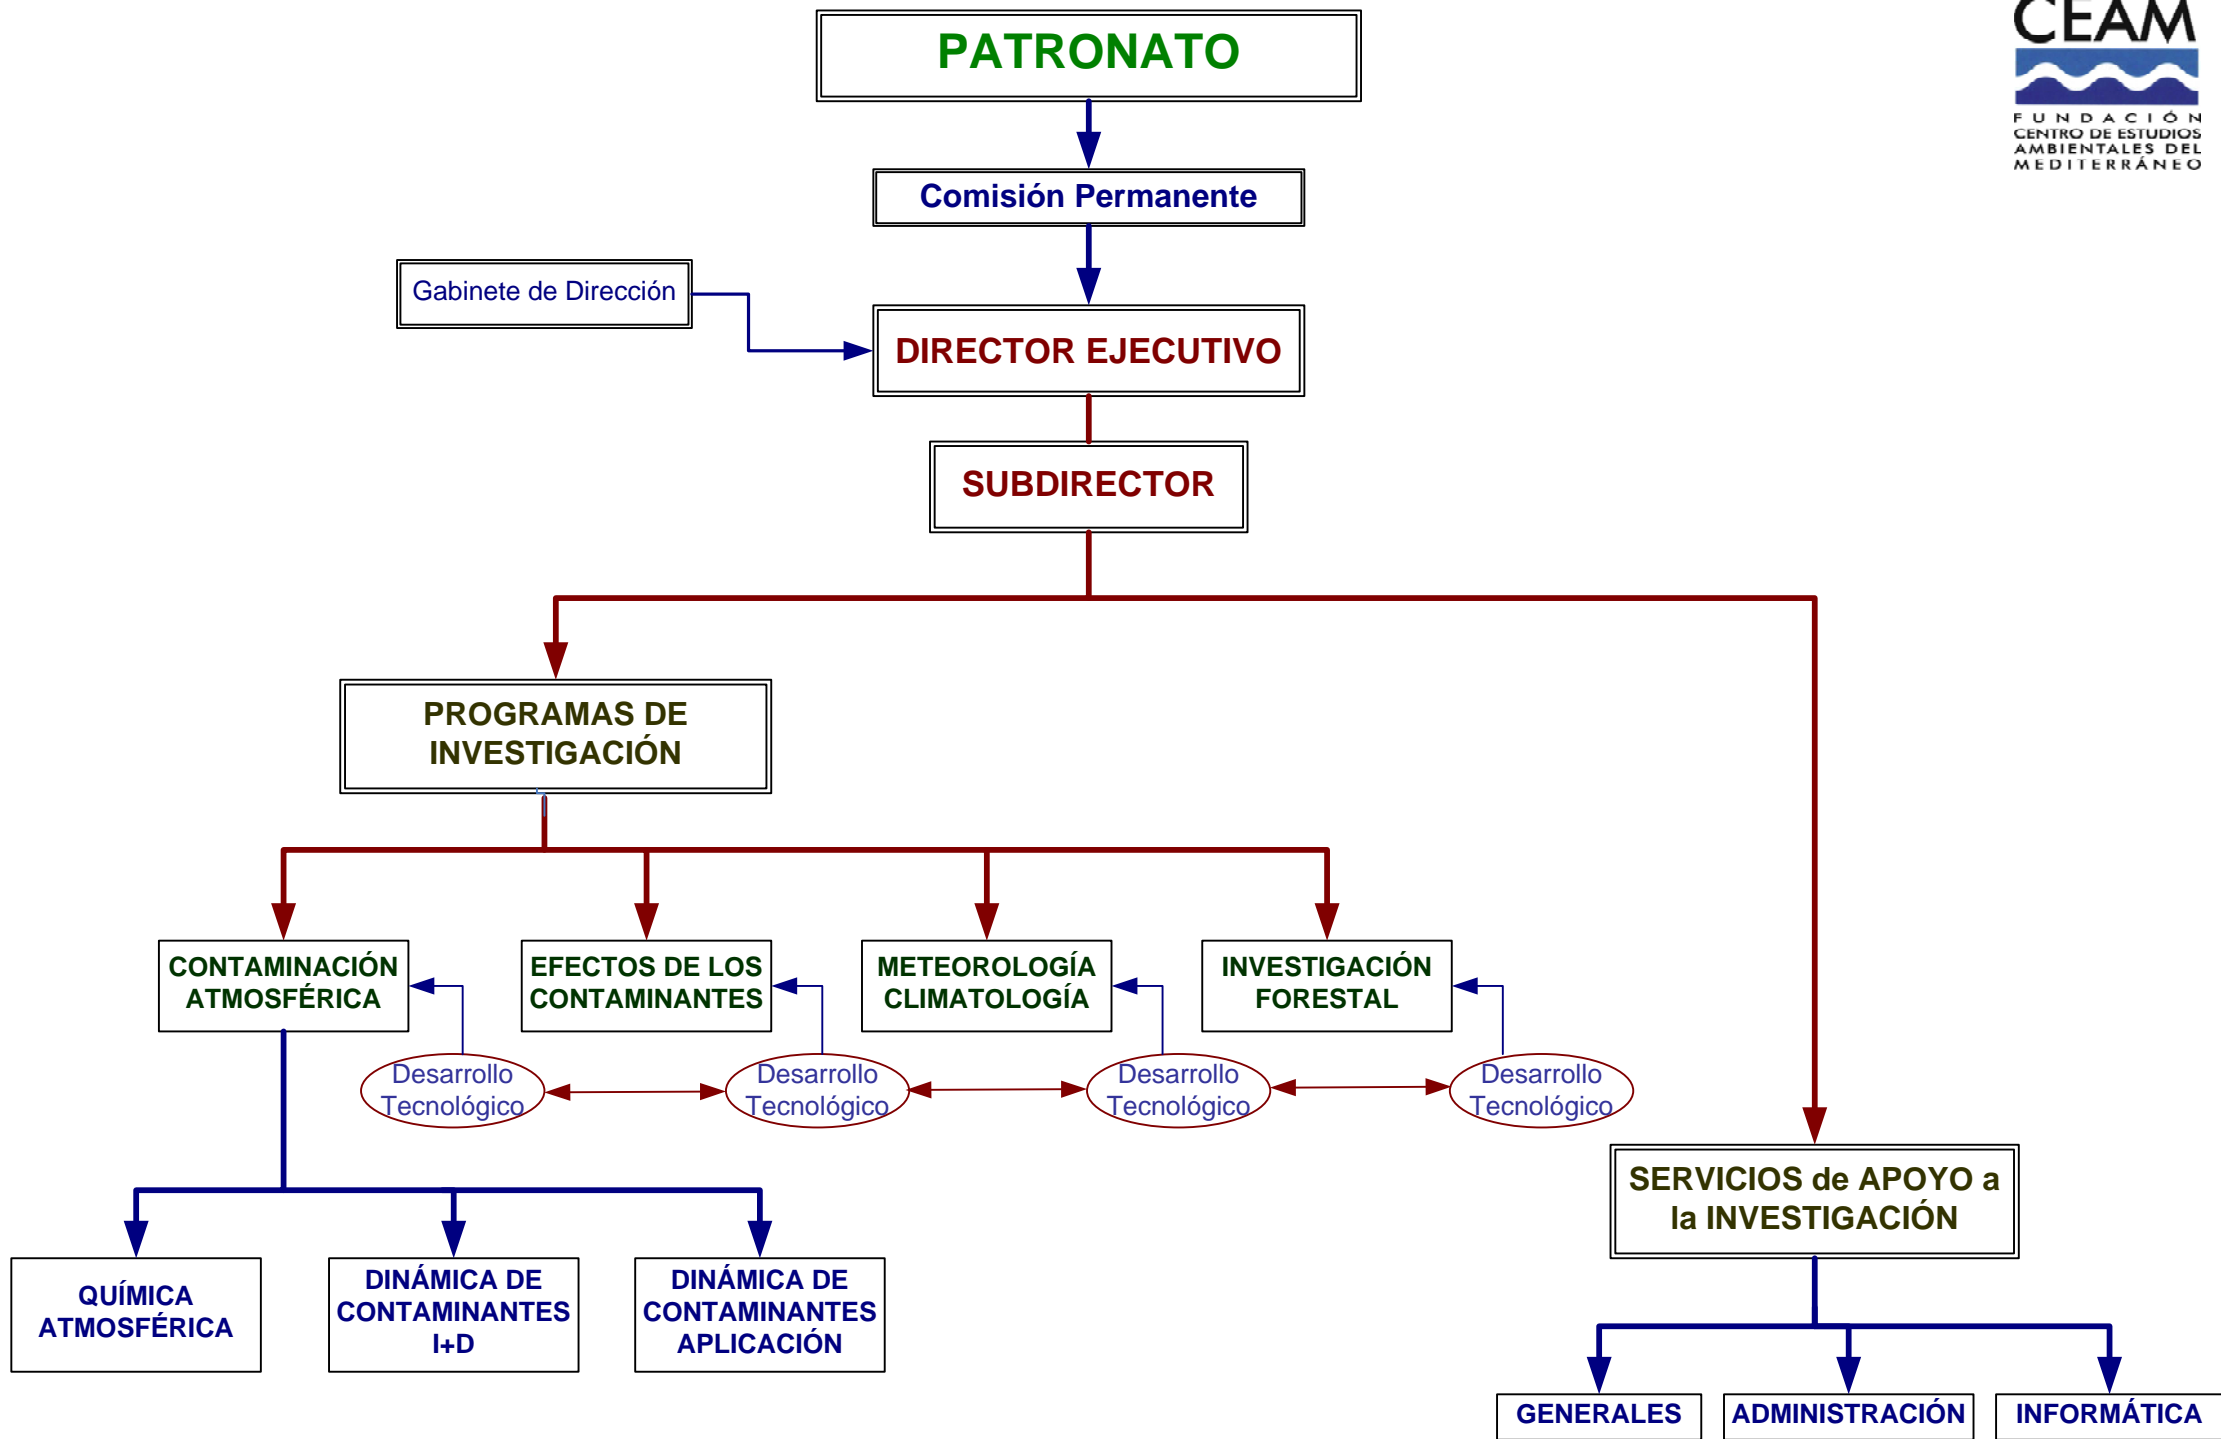 CEAM
FUNDACIÓN
CENTRO DE ESTUDIOS
AMBIENTALES DEL
MEDITERRÁNEO
PATRONATO
Comisión Permanente
Gabinete de Dirección
DIRECTOR EJECUTIVO
SUBDIRECTOR
PROGRAMAS DE
INVESTIGACIÓN
CONTAMINACIÓN
ATMOSFÉRICA
EFECTOS DE LOS
CONTAMINANTES
METEOROLOGÍA
CLIMATOLOGÍA
INVESTIGACIÓN
FORESTAL
Desarrollo
Tecnológico
Desarrollo
Tecnológico
Desarrollo
Tecnológico
Desarrollo
Tecnológico
SERVICIOS de APOYO a
la INVESTIGACIÓN
QUÍMICA
ATMOSFÉRICA
DINÁMICA DE
CONTAMINANTES
I+D
DINÁMICA DE
CONTAMINANTES
APLICACIÓN
GENERALES
ADMINISTRACIÓN
INFORMÁTICA